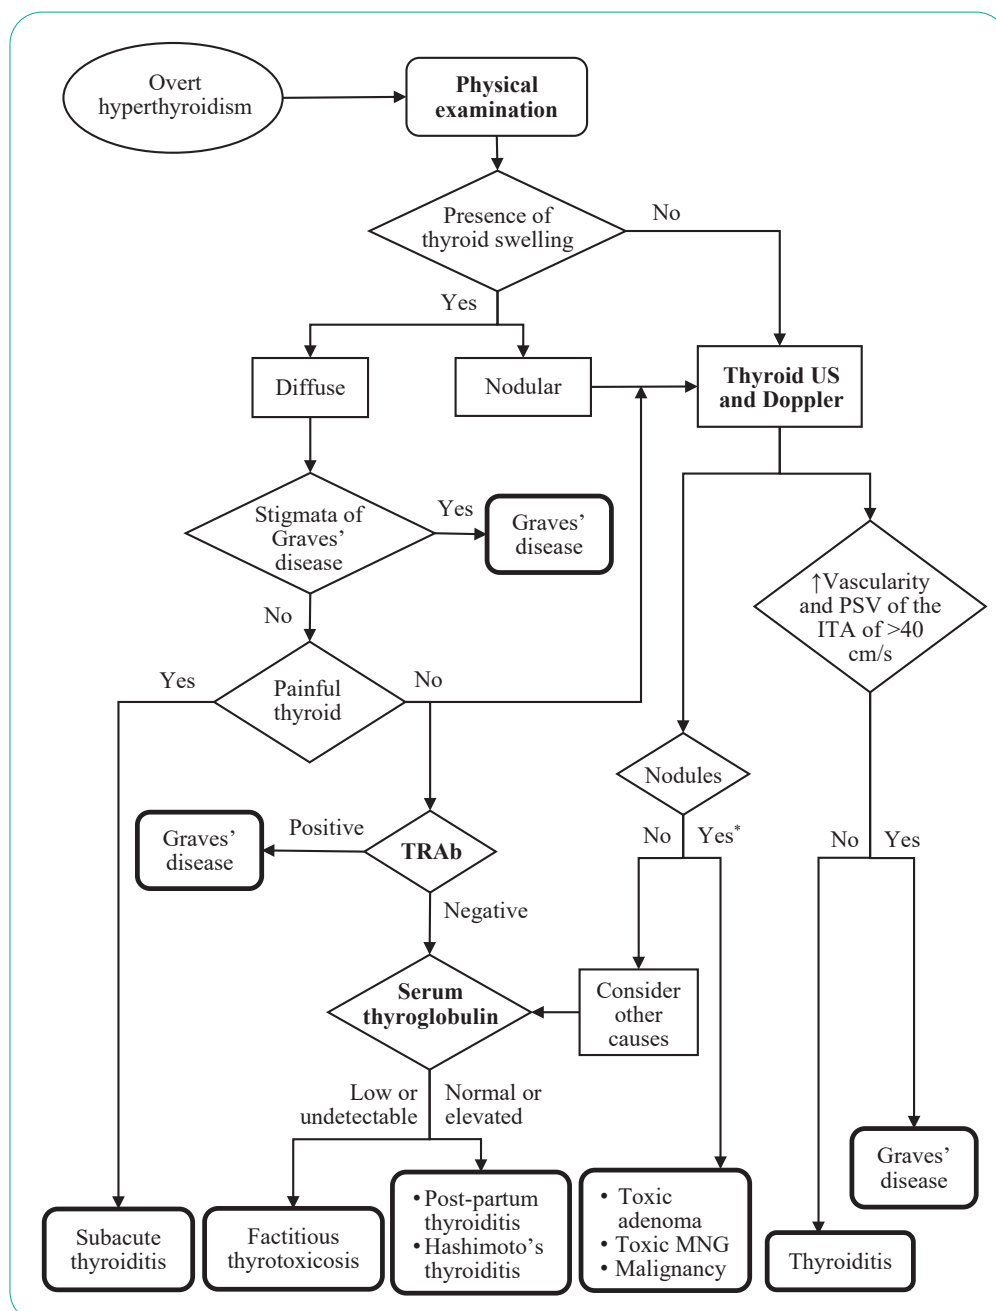 Overt
hyperthyroidism
Physical
examination
Presence of
thyroid swelling
No
Yes
Diffuse
Nodular
Thyroid US
and Doppler
Stigmata of
Graves’
disease
Yes
Graves’
disease
No
↑Vascularity
and PSV of the
ITA of >40
cm/s
Painful
thyroid
Yes
No
Nodules
No
Yes*
No
Yes
TRAb
Positive
Graves’
disease
Negative
Serum
thyroglobulin
Consider
other
causes
Low or
undetectable
Normal or
elevated
Subacute
thyroiditis
Factitious
thyrotoxicosis
• Post-partum
thyroiditis
• Hashimoto’s
thyroiditis
• Toxic
adenoma
• Toxic MNG
• Malignancy
Thyroiditis
Graves’
disease